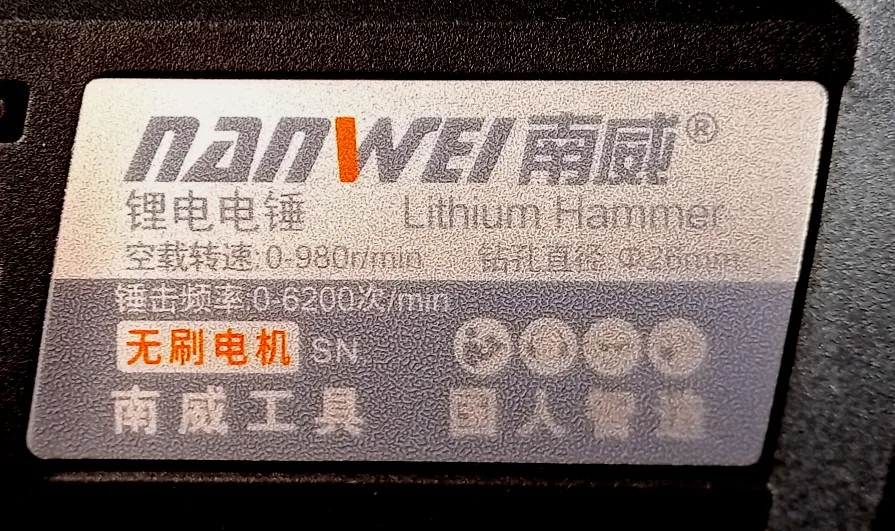 nanWEI 南威®
锂电电锤 Lithium Hammer
空载转速:0-980r/min 钻孔直径:Φ26mm
锤击频率:0-6200次/min
无刷电机 SN
南威工具 国人智造